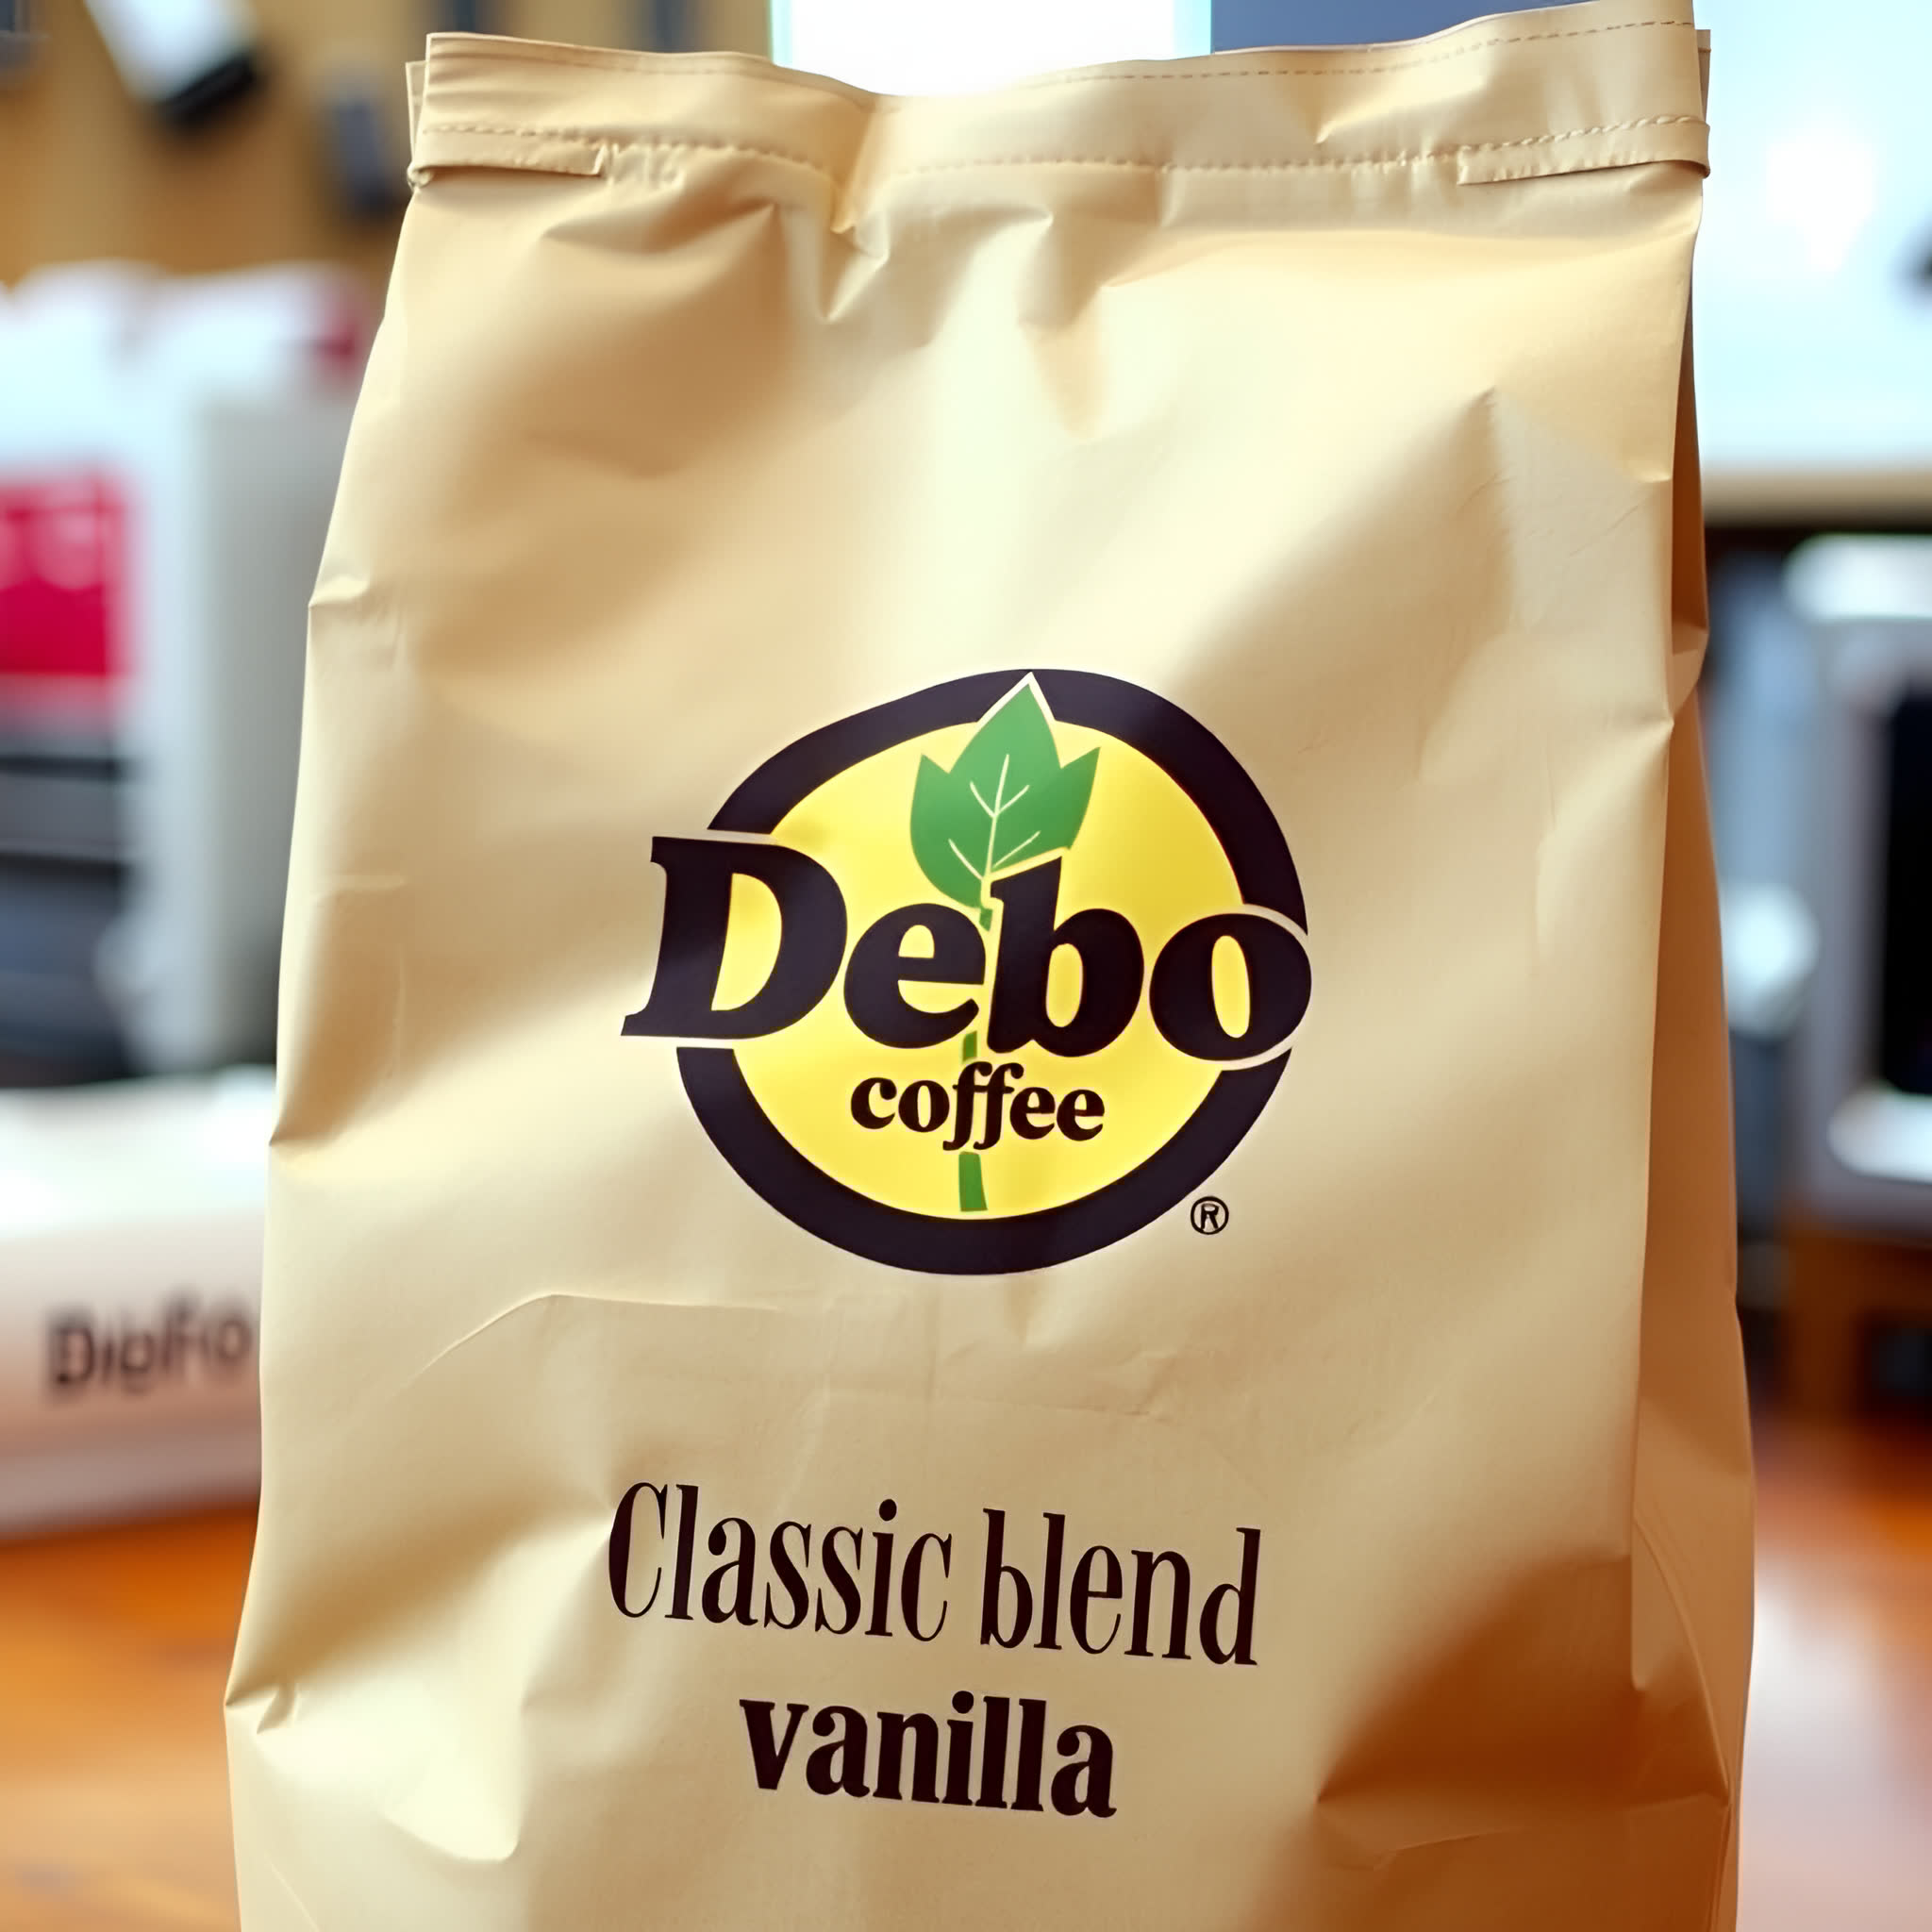 Debo
coffee
®
Classic blend
vanilla